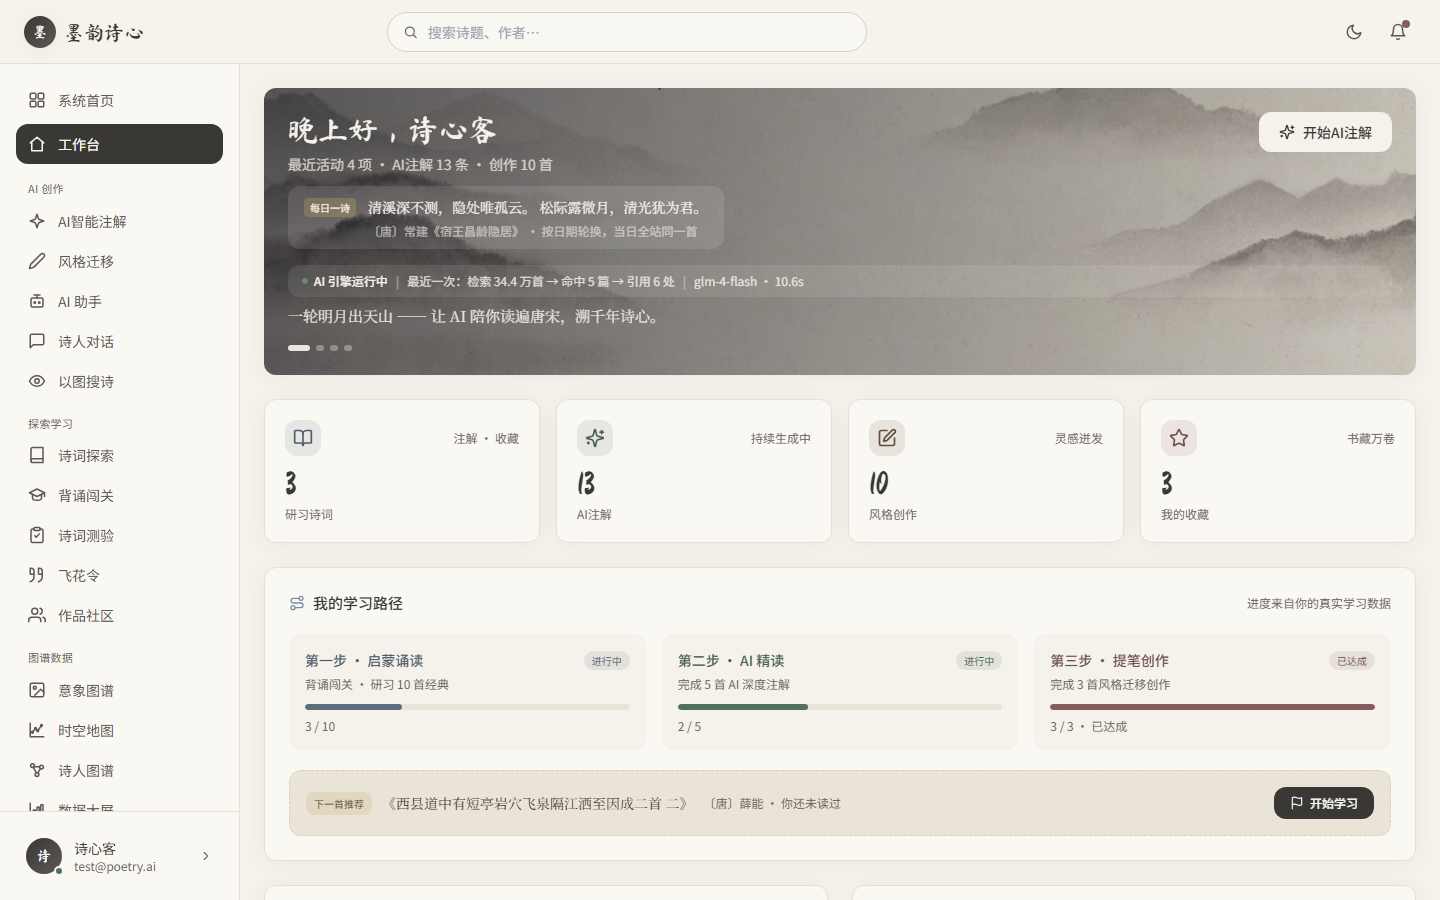 墨 墨韵诗心
搜索诗题、作者…
系统首页
工作台
AI 创作
AI智能注解
风格迁移
AI 助手
诗人对话
以图搜诗
探索学习
诗词探索
背诵闯关
诗词测验
飞花令
作品社区
图谱数据
意象图谱
时空地图
诗人图谱
数据大屏
诗 诗心客
test@poetry.ai
晚上好，诗心客
开始AI注解
最近活动 4 项 · AI注解 13 条 · 创作 10 首
每日一诗 清溪深不测，隐处唯孤云。 松际露微月，清光犹为君。
〔唐〕常建《宿王昌龄隐居》 · 按日期轮换，当日全站同一首
AI 引擎运行中 | 最近一次：检索 34.4 万首 → 命中 5 篇 → 引用 6 处 | glm-4-flash · 10.6s
一轮明月出天山 —— 让 AI 陪你读遍唐宋，溯千年诗心。
注解 · 收藏
3
研习诗词
持续生成中
13
AI注解
灵感迸发
10
风格创作
书藏万卷
3
我的收藏
我的学习路径
进度来自你的真实学习数据
第一步 · 启蒙诵读 进行中
背诵闯关 · 研习 10 首经典
3 / 10
第二步 · AI 精读 进行中
完成 5 首 AI 深度注解
2 / 5
第三步 · 提笔创作 已达成
完成 3 首风格迁移创作
3 / 3 · 已达成
下一首推荐 《西县道中有短亭岩穴飞泉隔江洒至因成二首 二》 〔唐〕薛能 · 你还未读过
开始学习